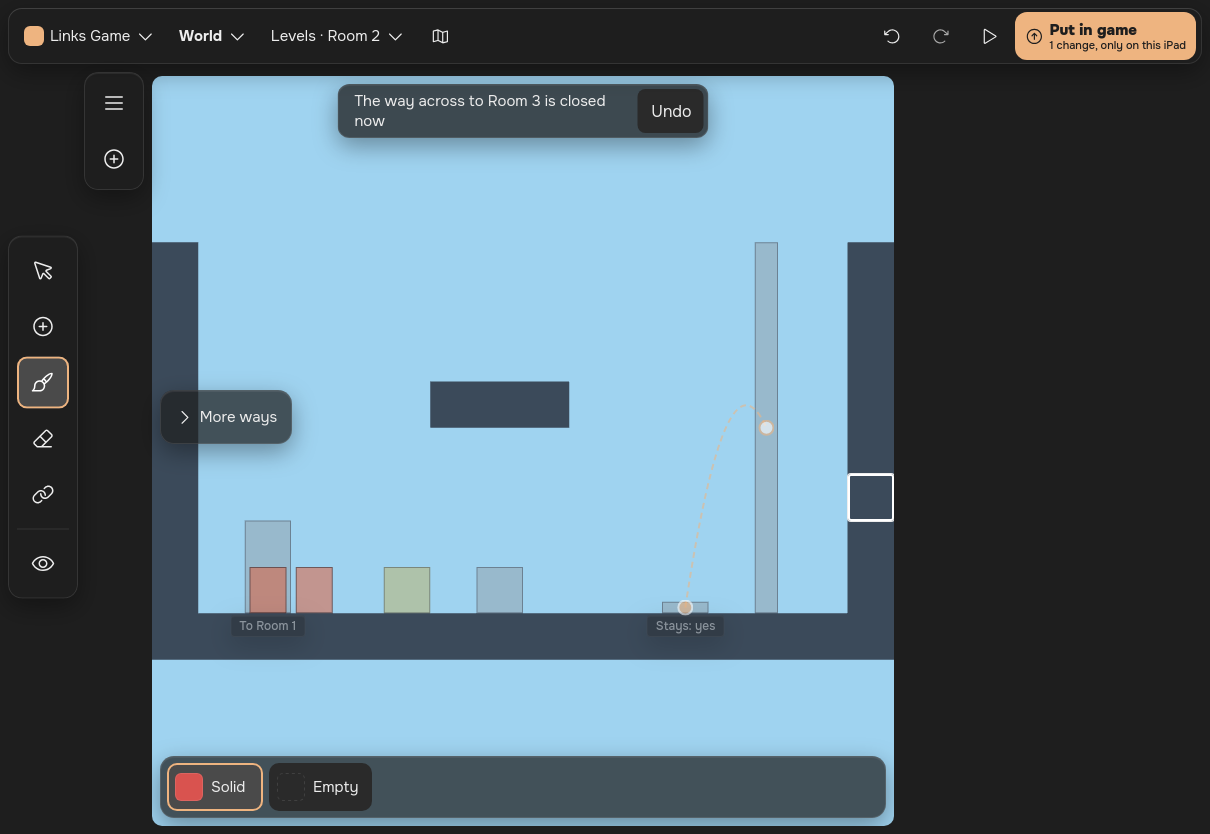 Links Game
World
Levels · Room 2
Put in game
1 change, only on this iPad
The way across to Room 3 is closed
now
Undo
More ways
To Room 1
Stays: yes
Solid
Empty